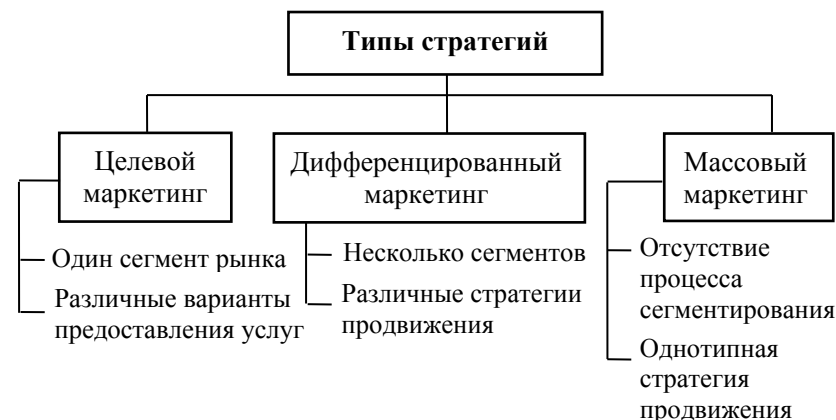 Типы стратегий
Целевой
маркетинг
Один сегмент рынка
Различные варианты
предоставления услуг
Дифференцированный
маркетинг
Несколько сегментов
Различные стратегии
продвижения
Массовый
маркетинг
Отсутствие
процесса
сегментирования
Однотипная
стратегия
продвижения